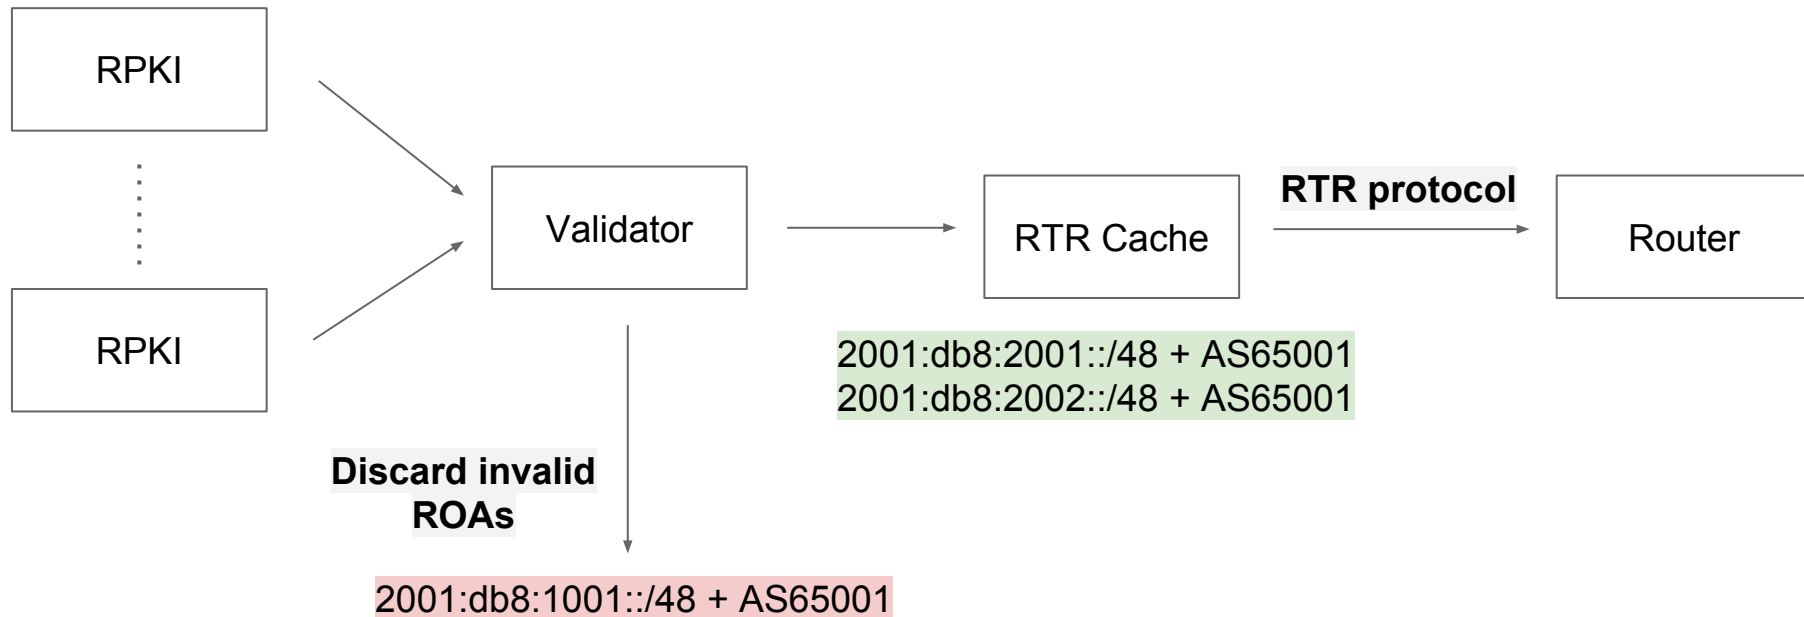 RPKI
RPKI
Validator
RTR Cache
RTR protocol
Router
2001:db8:2001::/48 + AS65001
2001:db8:2002::/48 + AS65001
Discard invalid
ROAs
2001:db8:1001::/48 + AS65001